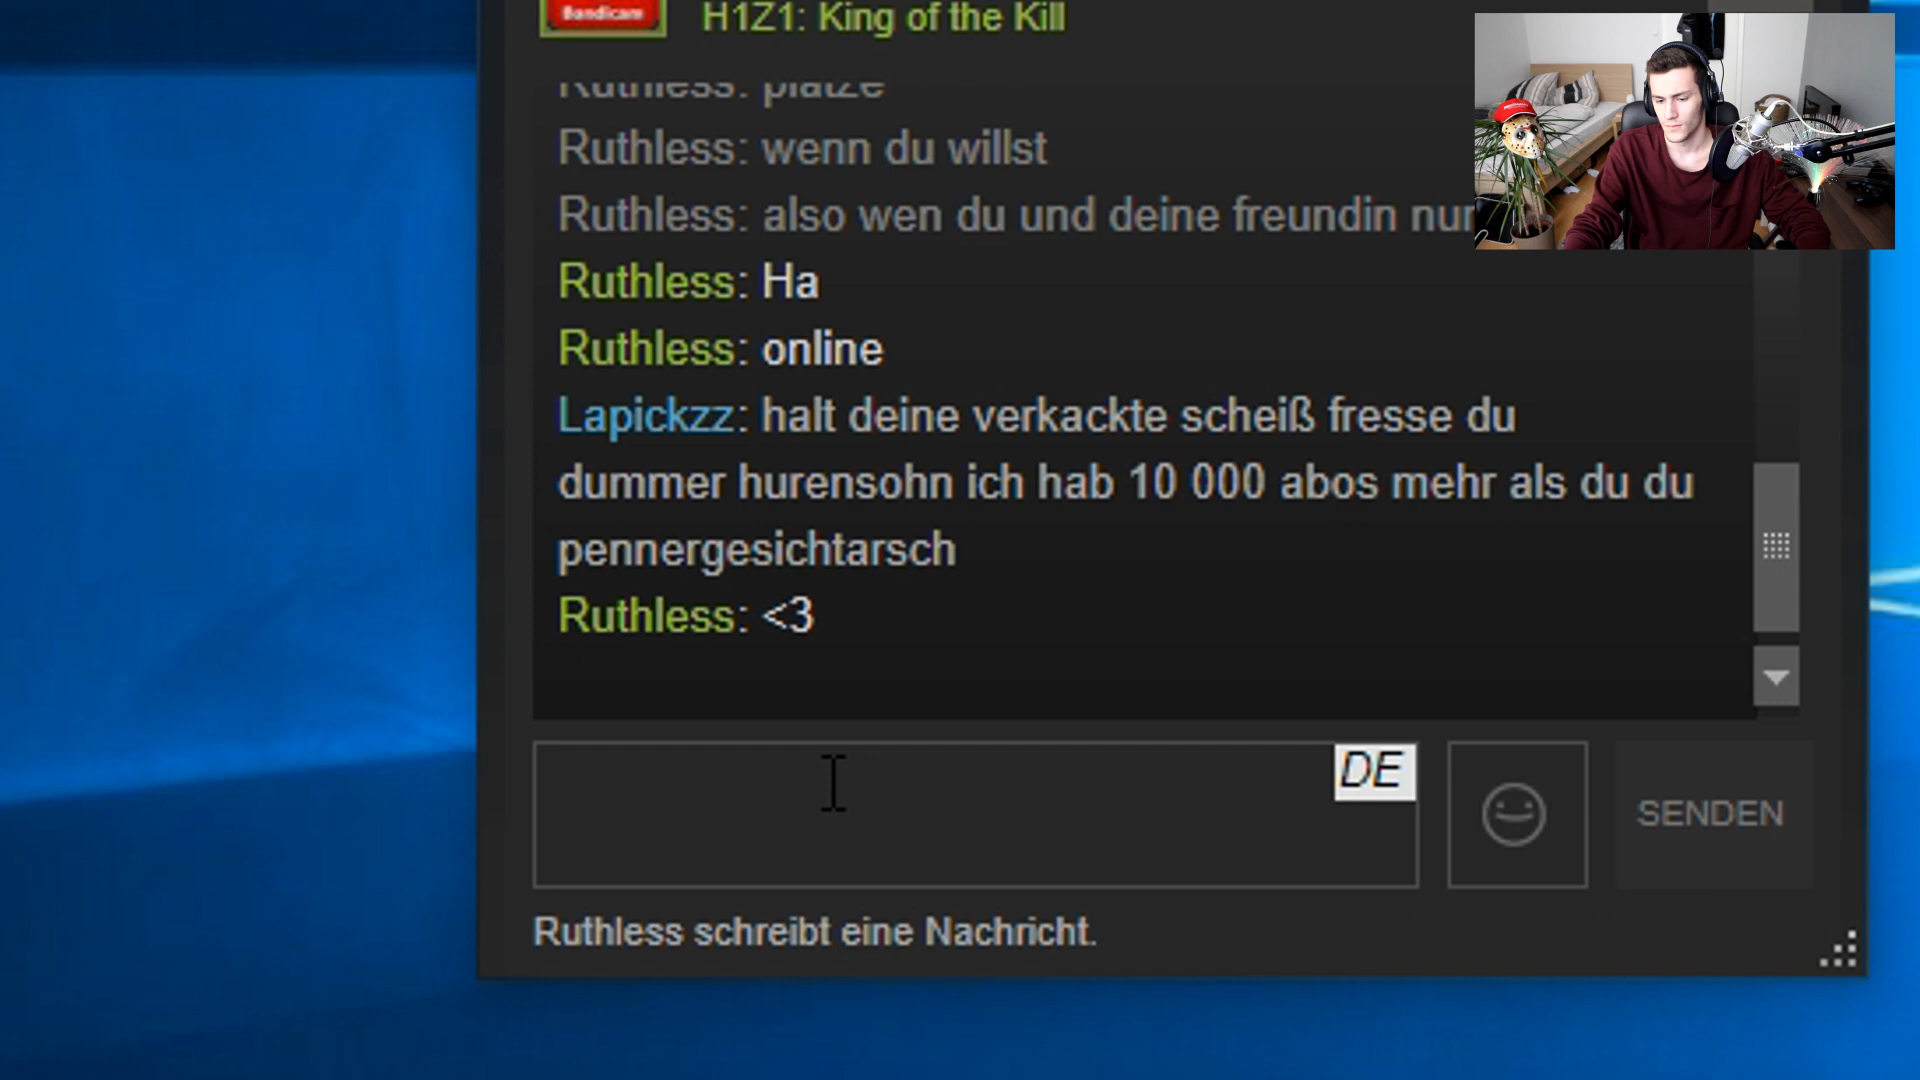 Bandicam
H1Z1: King of the Kill
Ruthless: plätze
Ruthless: wenn du willst
Ruthless: also wen du und deine freundin nur
Ruthless: Ha
Ruthless: online
Lapickzz: halt deine verkackte scheiß fresse du
dummer hurensohn ich hab 10 000 abos mehr als du du
pennergesichtarsch
Ruthless: <3
DE
SENDEN
Ruthless schreibt eine Nachricht.